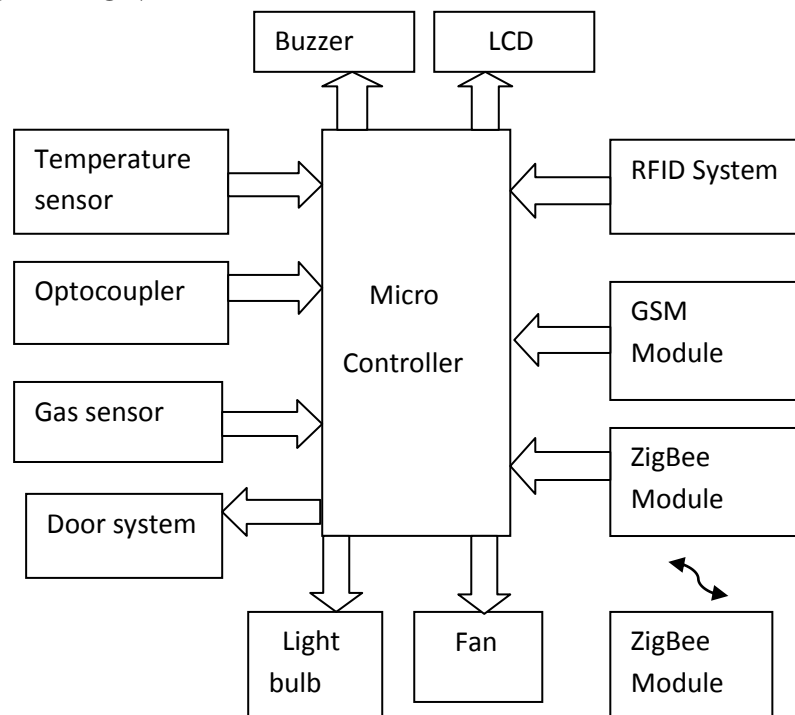 Buzzer
LCD
Temperature
sensor
RFID System
Optocoupler
Micro
Controller
GSM
Module
Gas sensor
ZigBee
Module
Door system
Light
bulb
Fan
ZigBee
Module